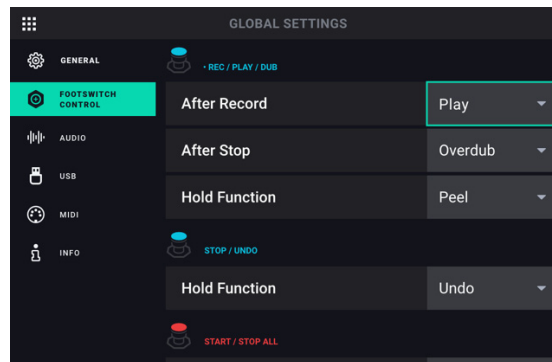 GLOBAL SETTINGS
GENERAL
FOOTSWITCH
CONTROL
AUDIO
USB
MIDI
INFO
• REC / PLAY / DUB
After Record Play
After Stop Overdub
Hold Function Peel
STOP / UNDO
Hold Function Undo
START / STOP ALL